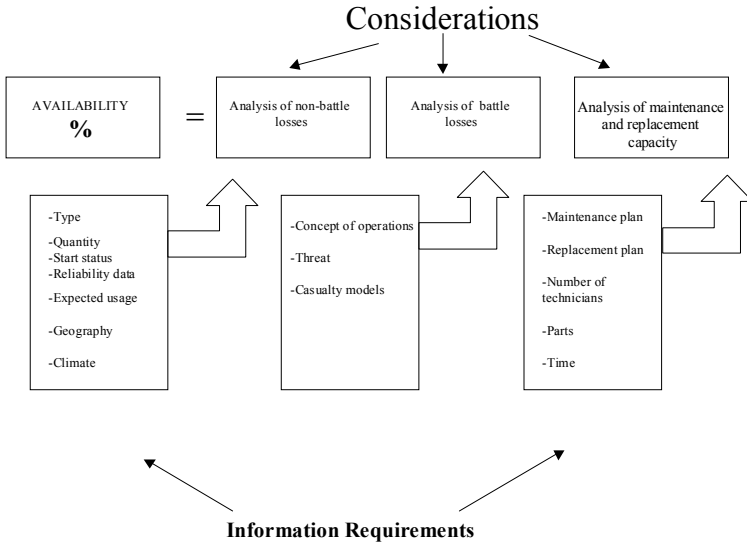 Considerations
AVAILABILITY
%
=
Analysis of non-battle
losses
Analysis of battle
losses
Analysis of maintenance
and replacement
capacity
-Type
-Quantity
-Start status
-Reliability data
-Expected usage
-Geography
-Climate
-Concept of operations
-Threat
-Casualty models
-Maintenance plan
-Replacement plan
-Number of
technicians
-Parts
-Time
Information Requirements